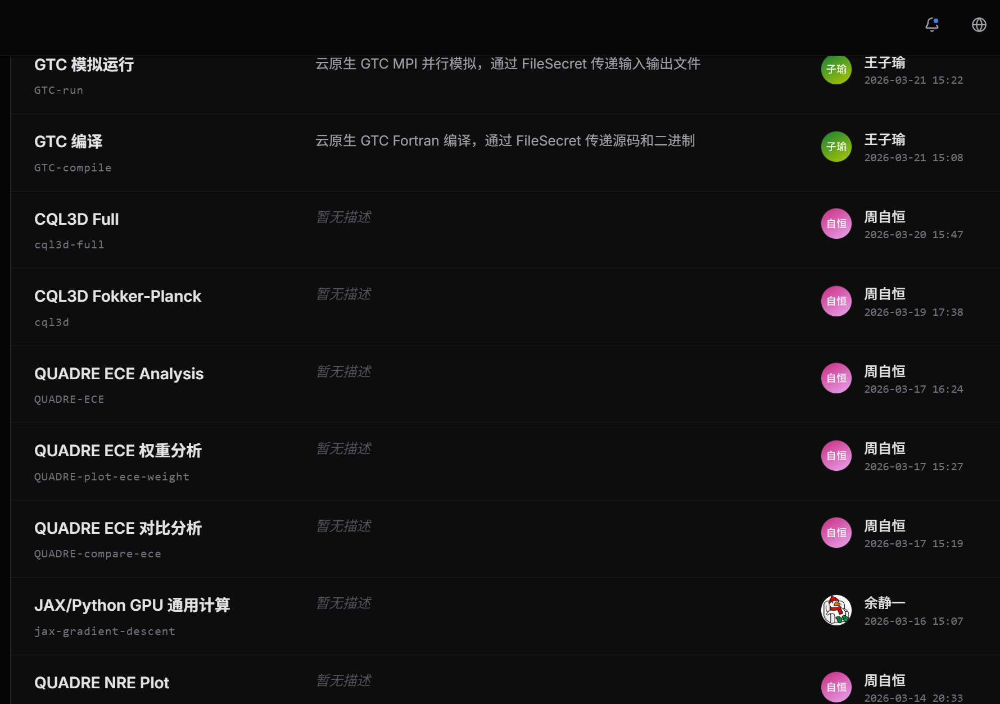 GTC 模拟运行
云原生 GTC MPI 并行模拟，通过 FileSecret 传递输入输出文件
子瑜
王子瑜
2026-03-21 15:22
GTC-run
GTC 编译
云原生 GTC Fortran 编译，通过 FileSecret 传递源码和二进制
子瑜
王子瑜
2026-03-21 15:08
GTC-compile
CQL3D Full
暂无描述
自恒
周自恒
2026-03-20 15:47
cql3d-full
CQL3D Fokker-Planck
暂无描述
自恒
周自恒
2026-03-19 17:38
cql3d
QUADRE ECE Analysis
暂无描述
自恒
周自恒
2026-03-17 16:24
QUADRE-ECE
QUADRE ECE 权重分析
暂无描述
自恒
周自恒
2026-03-17 15:27
QUADRE-plot-ece-weight
QUADRE ECE 对比分析
暂无描述
自恒
周自恒
2026-03-17 15:19
QUADRE-compare-ece
JAX/Python GPU 通用计算
暂无描述
余静一
2026-03-16 15:07
jax-gradient-descent
QUADRE NRE Plot
暂无描述
自恒
周自恒
2026-03-14 20:33